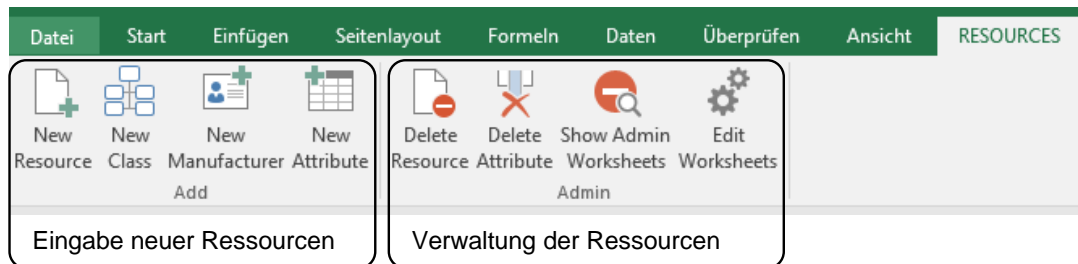 Datei Start Einfügen Seitenlayout Formeln Daten Überprüfen Ansicht RESOURCES
New New New New Delete Delete Show Admin Edit
Resource Class Manufacturer Attribute Resource Attribute Worksheets Worksheets
Add Admin
Eingabe neuer Ressourcen Verwaltung der Ressourcen